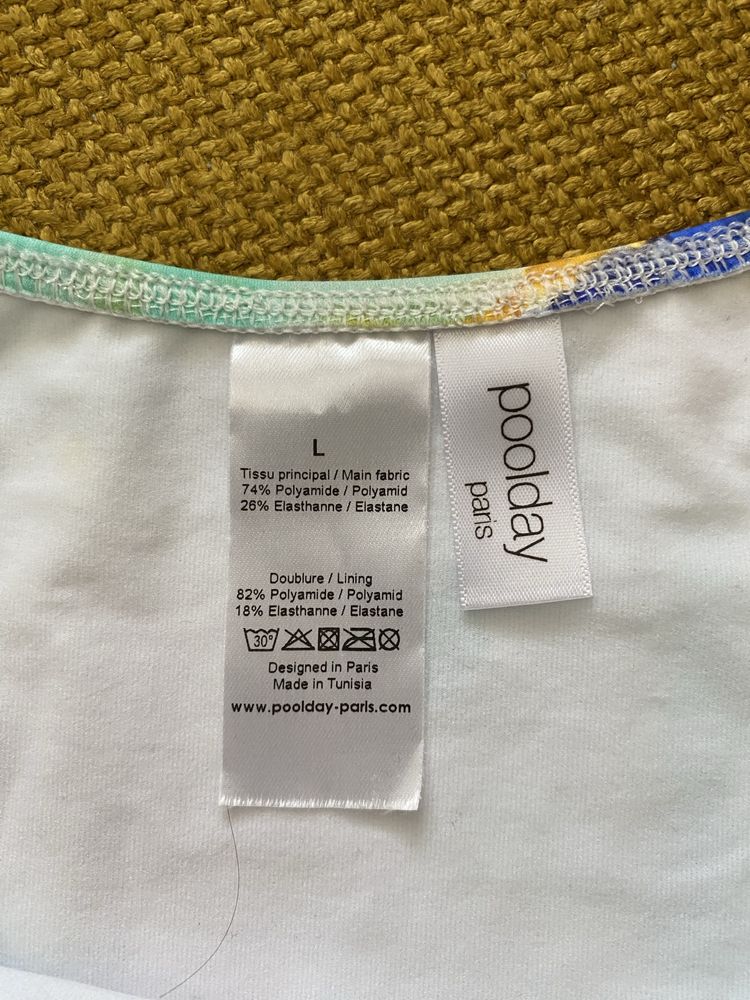 L
Tissu principal / Main fabric
74% Polyamide / Polyamid
26% Elasthanne / Elastane
Doublure / Lining
82% Polyamide / Polyamid
18% Elasthanne / Elastane
30°
Designed in Paris
Made in Tunisia
www.poolday-paris.com
poolday
paris